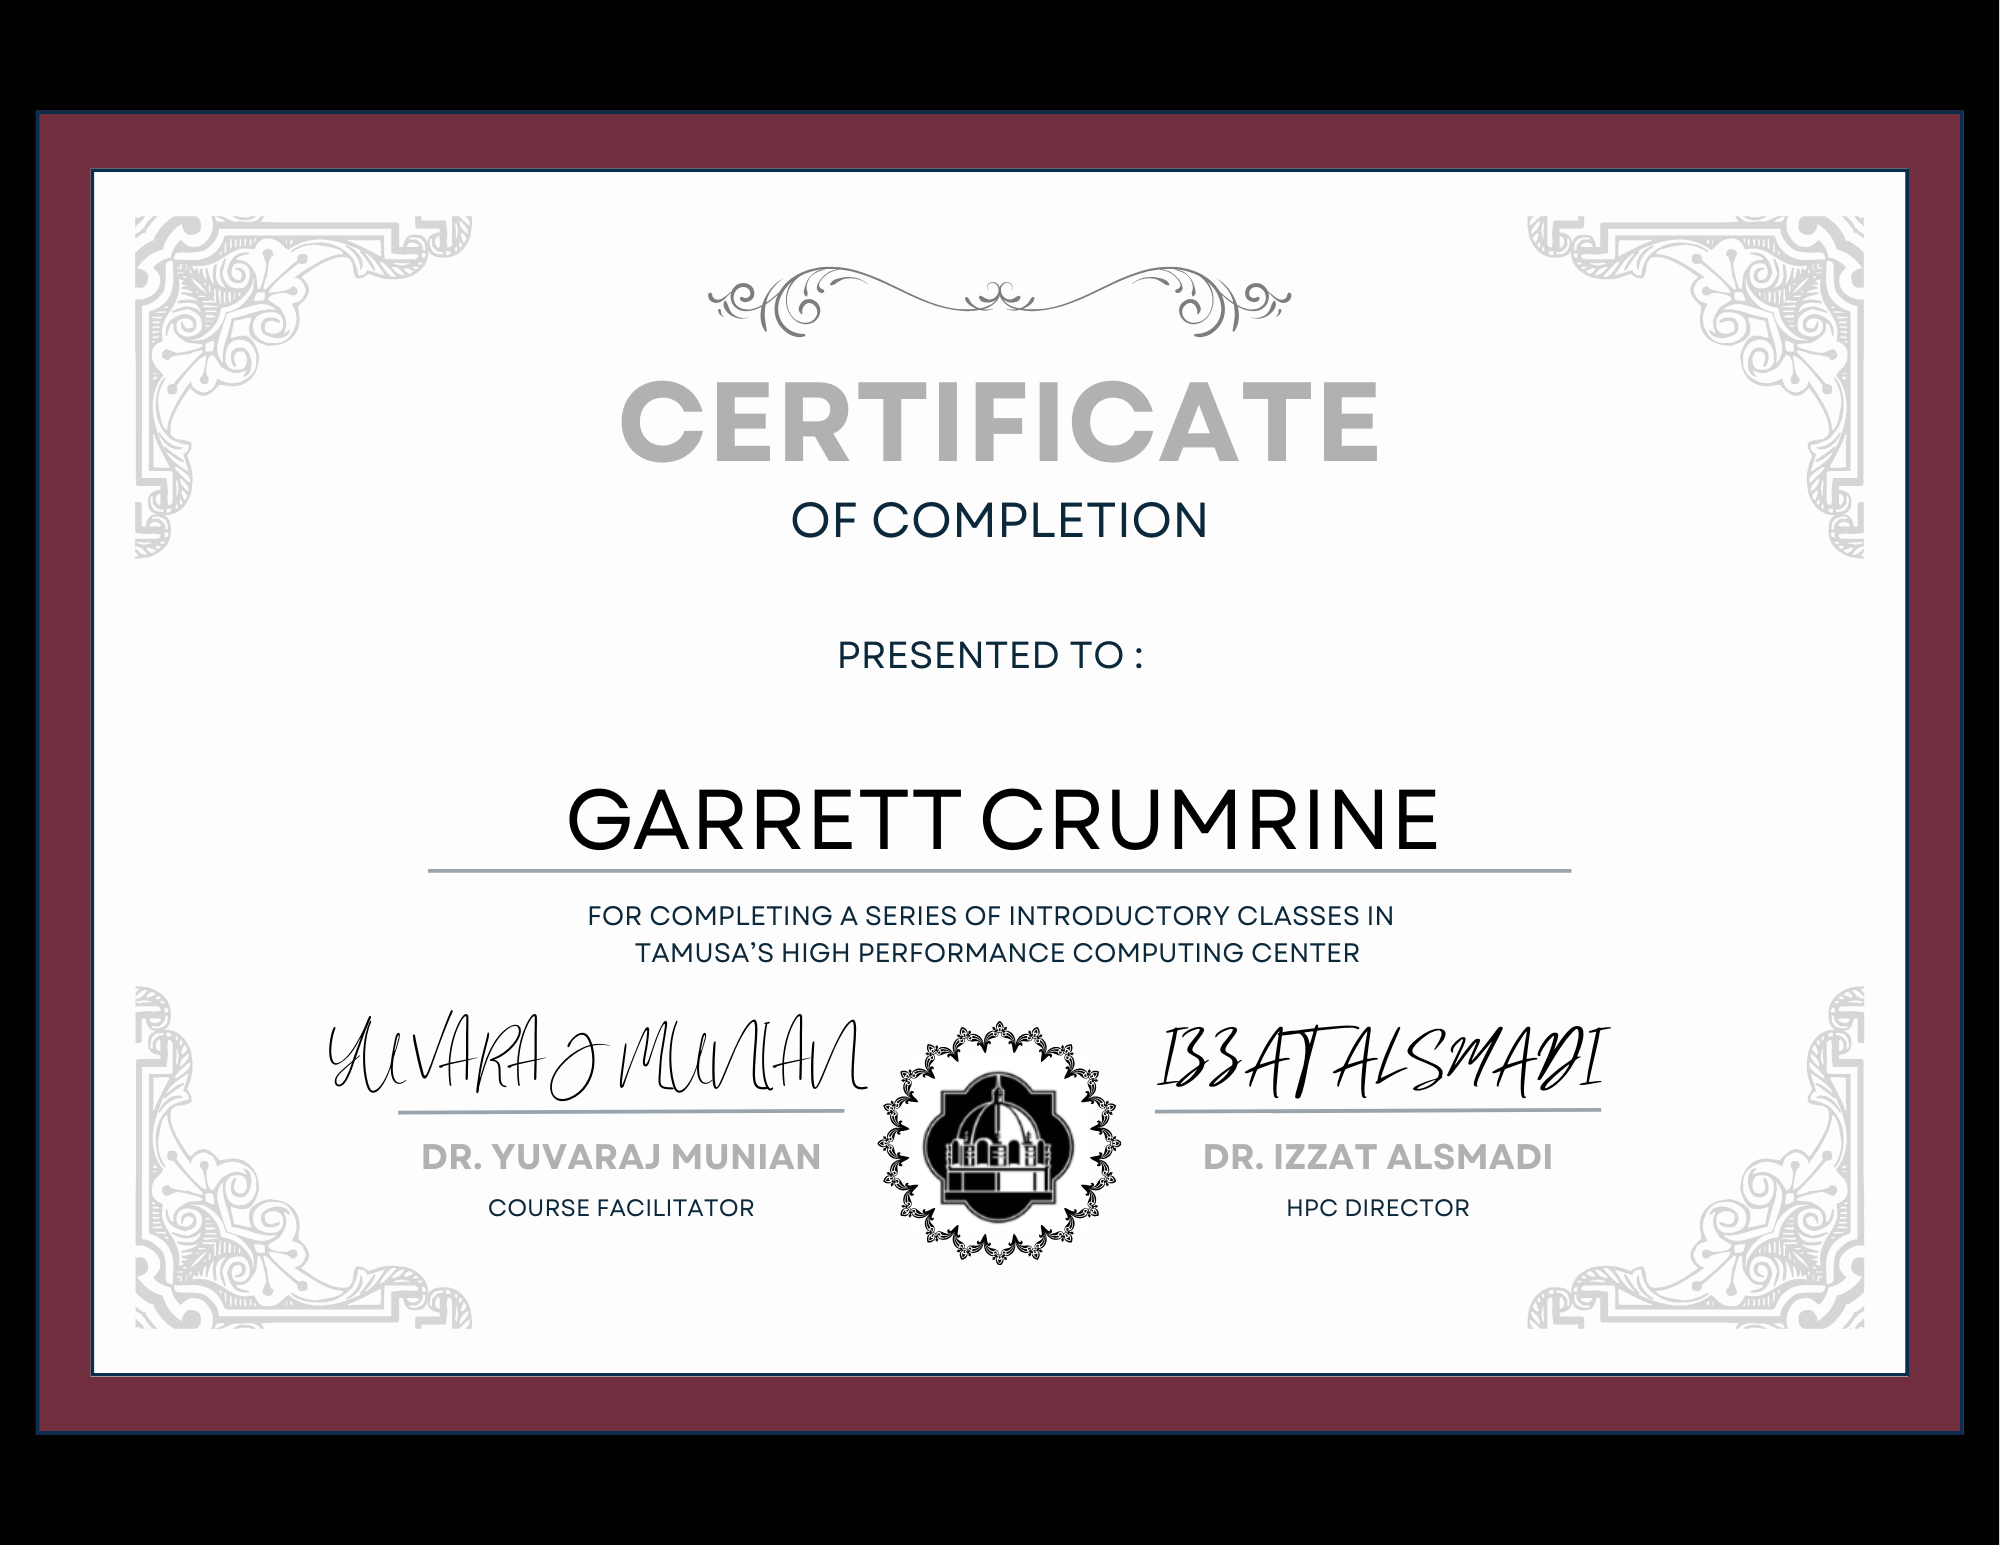 CERTIFICATE
OF COMPLETION
PRESENTED TO :
GARRETT CRUMRINE
FOR COMPLETING A SERIES OF INTRODUCTORY CLASSES IN
TAMUSA’S HIGH PERFORMANCE COMPUTING CENTER
YUVARAJ MUNIAN
IZZAT ALSMADI
DR. YUVARAJ MUNIAN
DR. IZZAT ALSMADI
COURSE FACILITATOR
HPC DIRECTOR